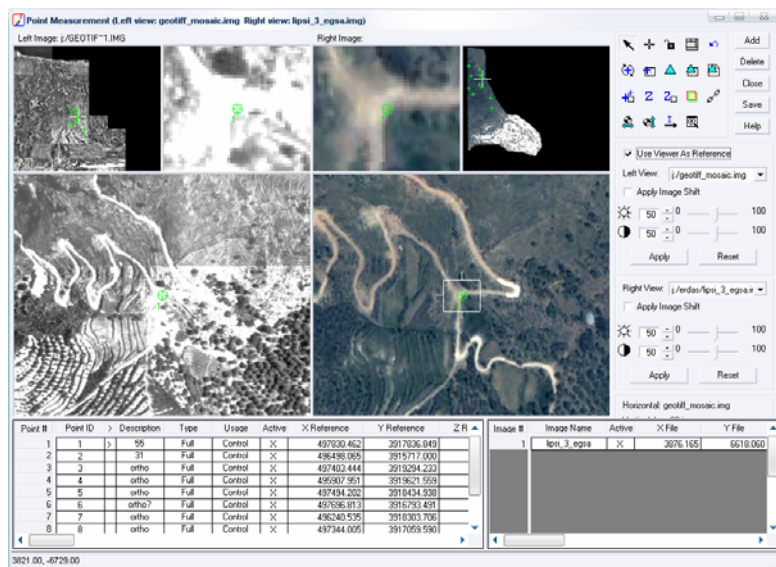 Point Measurement (Left view: geotiff_mosaic.img Right view: lipsi_3_egsa.img)
Left Image: j:/GEOTIF~1.IMG Right Image:
Add
Delete
Close
Save
Help
Use Viewer As Reference
Left View: j:/geotiff_mosaic.img
Apply Image Shift
50 0 100
50 0 100
Apply Reset
Right View: j:/erdas/lipsi_3_egsa.ir
Apply Image Shift
50 0 100
50 0 100
Apply Reset
Horizontal: geotiff_mosaic.img
Point # Point ID > Description Type Usage Active X Reference Y Reference Z R
1 1 > 55 Full Control X 497830.462 3917836.849
2 2 31 Full Control X 496498.065 3915717.000
3 3 ortho Full Control X 497403.444 3919294.233
4 4 ortho Full Control X 495907.951 3919621.559
5 5 ortho Full Control X 497494.202 3918434.938
6 6 ortho? Full Control X 497696.813 3916793.491
7 7 ortho Full Control X 496240.535 3918303.706
8 8 ortho Full Control X 497344.005 3917059.590
Image # Image Name Active X File Y File
1 lipsi_3_egsa X 3876.165 6618.060
3821.00, -6729.00